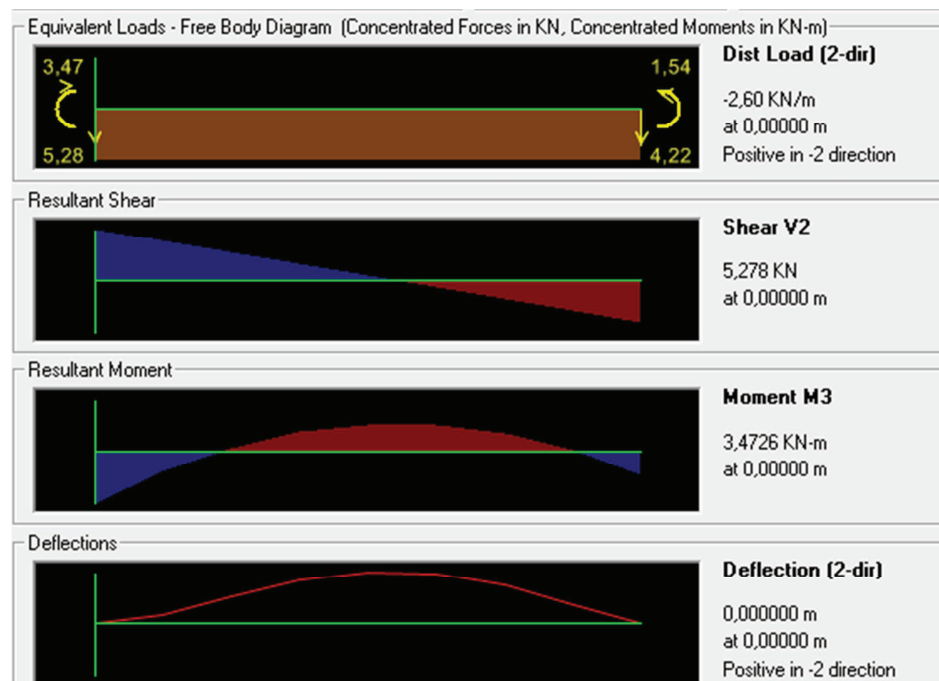 Equivalent Loads - Free Body Diagram (Concentrated Forces in KN, Concentrated Moments in KN-m)
3,47
1,54
5,28
4,22
Dist Load (2-dir)
-2,60 KN/m
at 0,00000 m
Positive in -2 direction
Resultant Shear
Shear V2
5,278 KN
at 0,00000 m
Resultant Moment
Moment M3
3,4726 KN-m
at 0,00000 m
Deflections
Deflection (2-dir)
0,000000 m
at 0,00000 m
Positive in -2 direction